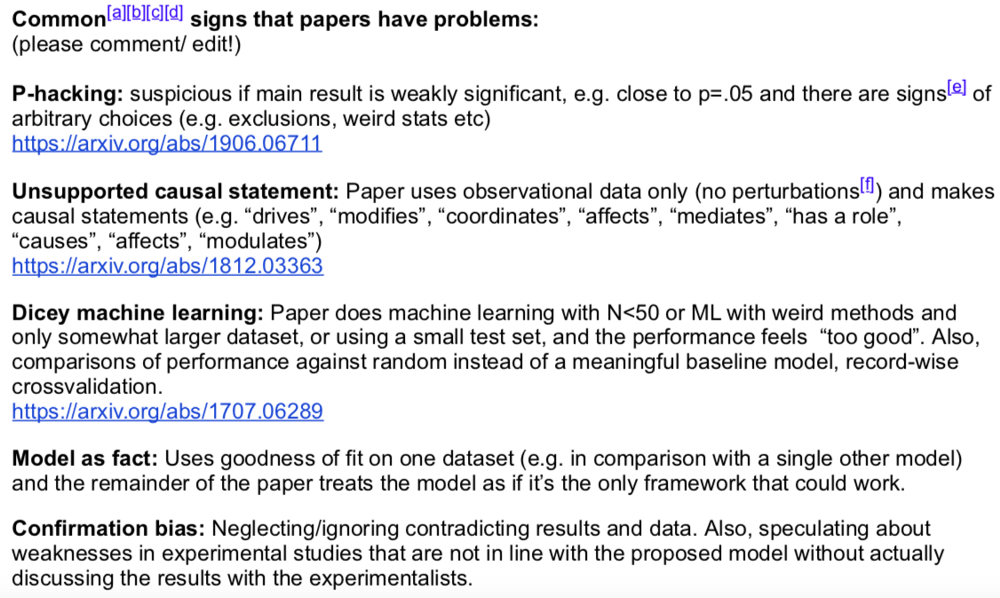 Common[a][b][c][d] signs that papers have problems:
(please comment/ edit!)
P-hacking: suspicious if main result is weakly significant, e.g. close to p=.05 and there are signs[e] of
arbitrary choices (e.g. exclusions, weird stats etc)
https://arxiv.org/abs/1906.06711
Unsupported causal statement: Paper uses observational data only (no perturbations[f]) and makes
causal statements (e.g. “drives”, “modifies”, “coordinates”, “affects”, “mediates”, “has a role”,
“causes”, “affects”, “modulates”)
https://arxiv.org/abs/1812.03363
Dicey machine learning: Paper does machine learning with N<50 or ML with weird methods and
only somewhat larger dataset, or using a small test set, and the performance feels “too good”. Also,
comparisons of performance against random instead of a meaningful baseline model, record-wise
crossvalidation.
https://arxiv.org/abs/1707.06289
Model as fact: Uses goodness of fit on one dataset (e.g. in comparison with a single other model)
and the remainder of the paper treats the model as if it’s the only framework that could work.
Confirmation bias: Neglecting/ignoring contradicting results and data. Also, speculating about
weaknesses in experimental studies that are not in line with the proposed model without actually
discussing the results with the experimentalists.